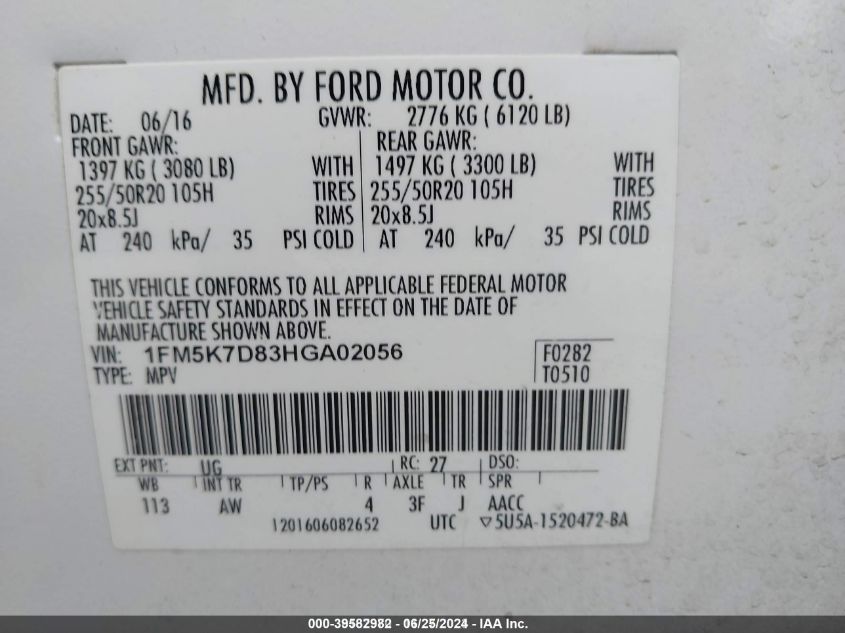 MFD. BY FORD MOTOR CO.
DATE: 06/16 GVWR: 2776 KG ( 6120 LB)
FRONT GAWR: REAR GAWR:
1397 KG ( 3080 LB) WITH 1497 KG ( 3300 LB) WITH
255/50R20 105H TIRES 255/50R20 105H TIRES
20x8.5J RIMS 20x8.5J RIMS
AT 240 kPa/ 35 PSI COLD AT 240 kPa/ 35 PSI COLD
THIS VEHICLE CONFORMS TO ALL APPLICABLE FEDERAL MOTOR
VEHICLE SAFETY STANDARDS IN EFFECT ON THE DATE OF
MANUFACTURE SHOWN ABOVE.
VIN: 1FM5K7D83HGA02056 F0282
TYPE: MPV T0510
EXT PNT: UG RC: 27 DSO:
WB INT TR TP/PS R AXLE TR SPR
113 AW 4 3F J AACC
1201606082652 UTC ▽5U5A-1520472-BA
000-39582982 - 06/25/2024 - IAA Inc.